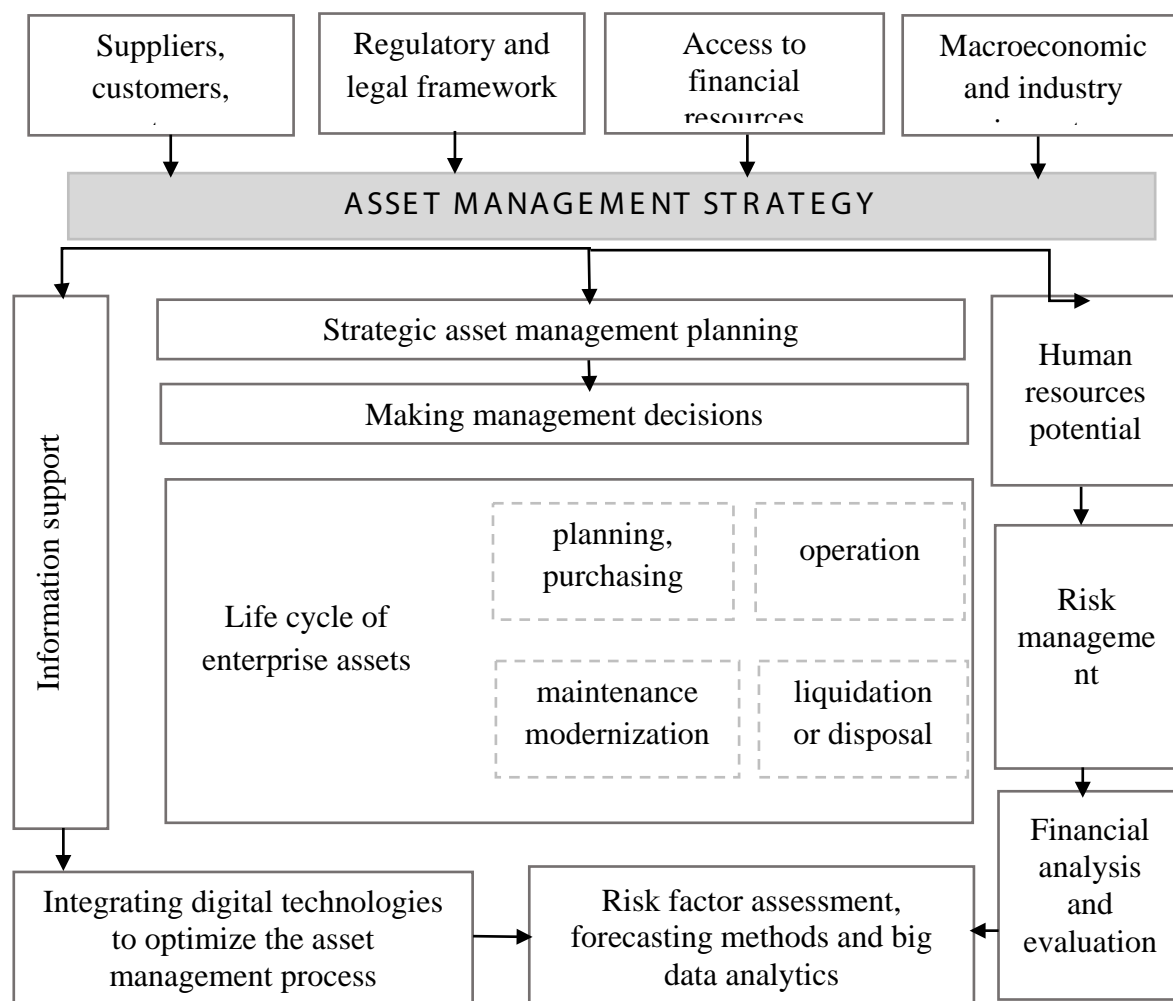 Suppliers,
customers,
Regulatory and
legal framework
Access to
financial
resources
Macroeconomic
and industry
ASSET MANAGEMENT STRATEGY
Information support
Strategic asset management planning
Making management decisions
Human
resources
potential
Life cycle of
enterprise assets
planning,
purchasing
operation
maintenance
modernization
liquidation
or disposal
Risk
manageme
nt
Financial
analysis
and
evaluation
Integrating digital technologies
to optimize the asset
management process
Risk factor assessment,
forecasting methods and big
data analytics